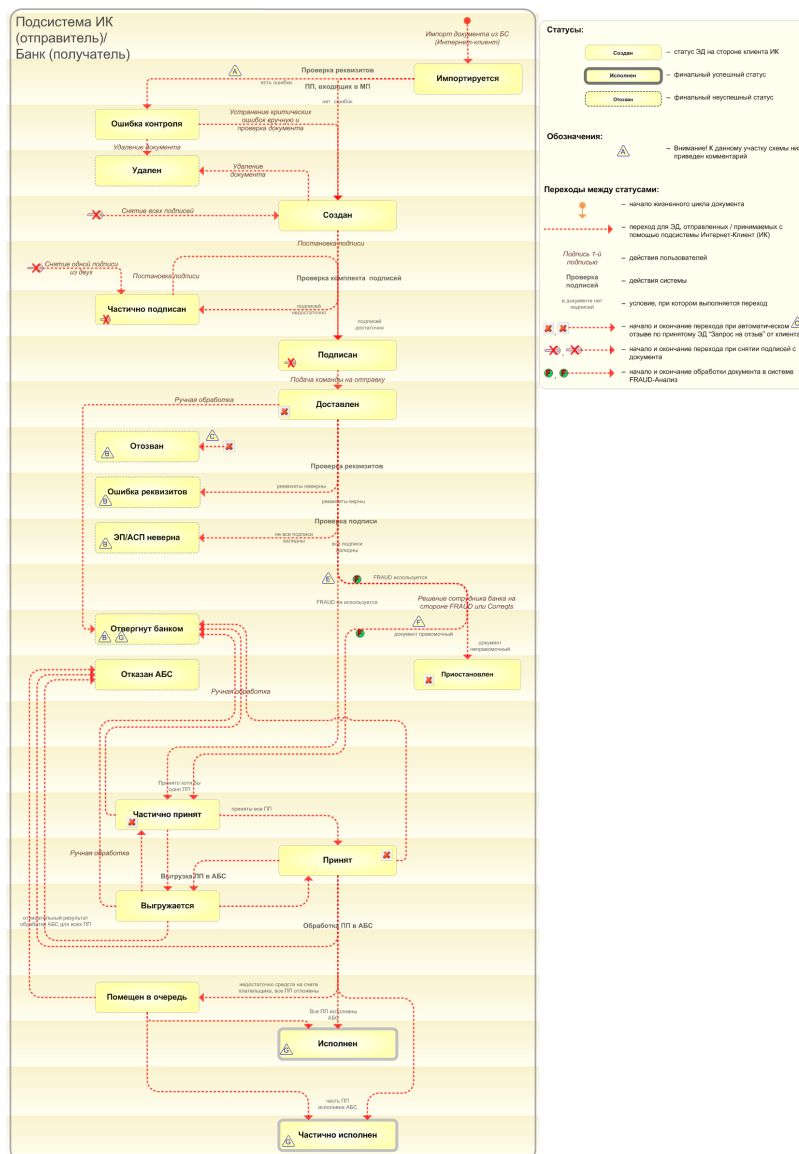 Подсистема ИК
(отправитель)/
Банк (получатель)
Импорт документа из БС
(Интернет-клиент)
Импортируется
A
Проверка реквизитов
есть ошибки
ПП, входящих в МП
нет ошибок
Ошибка контроля
Устранение критических
ошибок вручную и
проверка документа
Удаление документа
Удален
Удаление
документа
Снятие всех подписей
Создан
Постановка подписи
Снятие одной подписи
из двух
Постановка подписи
Проверка комплекта подписей
Частично подписан
подписей
недостаточно
подписей
достаточно
Подписан
Подача команды на отправку
Ручная обработка
Доставлен
Отозван
B
C
Проверка реквизитов
Ошибка реквизитов
B
реквизиты неверны
реквизиты верны
Проверка подписи
ЭП/АСП неверна
B
не все подписи
валидны
все подписи
валидны
E
F
FRAUD используется
FRAUD не используется
Решение сотрудника банка на
стороне FRAUD или Correqts
F
F
документ правомочный
Отвергнут банком
B
G
документ
неправомочный
Отказан АБС
Приостановлен
Ручная обработка
Принято хотя бы
одно ПП
Частично принят
приняты все ПП
Ручная обработка
Принят
Выгрузка ПП в АБС
Выгружается
отрицательный результат
обработки АБС для всех ПП
Обработка ПП в АБС
Помещен в очередь
недостаточно средств на счете
плательщика, все ПП отложены
Все ПП исполнены
АБС
Исполнен
G
часть ПП
исполнена АБС
Частично исполнен
G
Статусы:
Создан
– статус ЭД на стороне клиента ИК
Исполнен
– финальный успешный статус
Отозван
– финальный неуспешный статус
Обозначения:
A
– Внимание! К данному участку схемы ни
приведен комментарий
Переходы между статусами:
– начало жизненного цикла документа
– переход для ЭД, отправленных / принимаемых с
помощью подсистемы Интернет-Клиент (ИК)
Подпись 1-й
подписью
– действия пользователей
Проверка
подписей
– действия системы
в документе нет
подписей
– условие, при котором выполняется переход
– начало и окончание перехода при автоматическом
отзыве по принятому ЭД "Запрос на отзыв" от клиента
– начало и окончание перехода при снятии подписей с
документа
F , F
– начало и окончание обработки документа в системе
FRAUD-Анализ